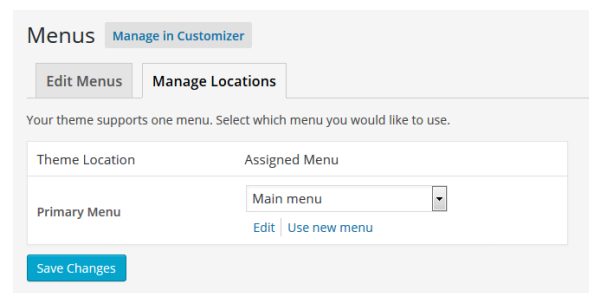 Menus Manage in Customizer
Edit Menus Manage Locations
Your theme supports one menu. Select which menu you would like to use.
Theme Location Assigned Menu
Primary Menu Main menu
Edit Use new menu
Save Changes